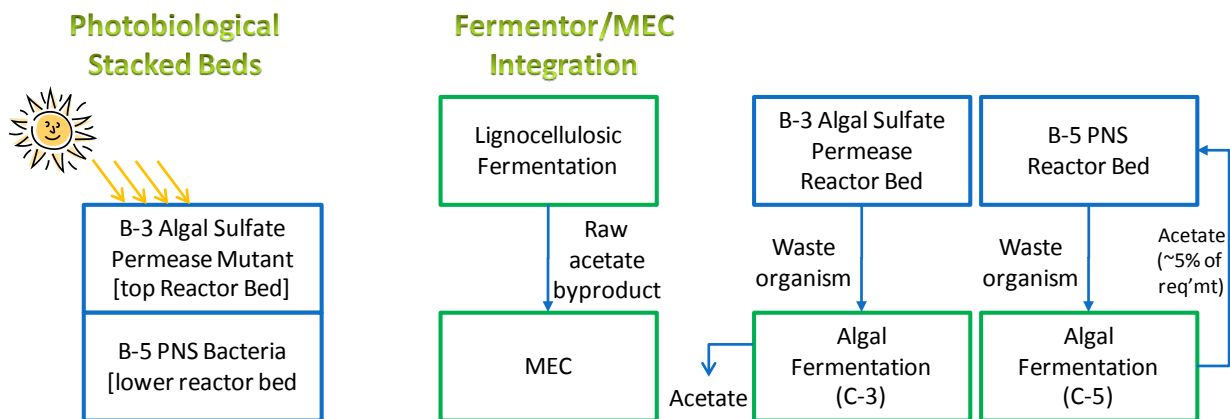 Photobiological
Stacked Beds
B-3 Algal Sulfate
Permease Mutant
[top Reactor Bed]
B-5 PNS Bacteria
[lower reactor bed
Fermentor/MEC
Integration
Lignocellulosic
Fermentation
Raw
acetate
byproduct
MEC
B-3 Algal Sulfate
Permease
Reactor Bed
Waste
organism
Algal
Fermentation
(C-3)
Acetate
B-5 PNS
Reactor Bed
Waste
organism
Acetate
(~5% of
req'mt)
Algal
Fermentation
(C-5)